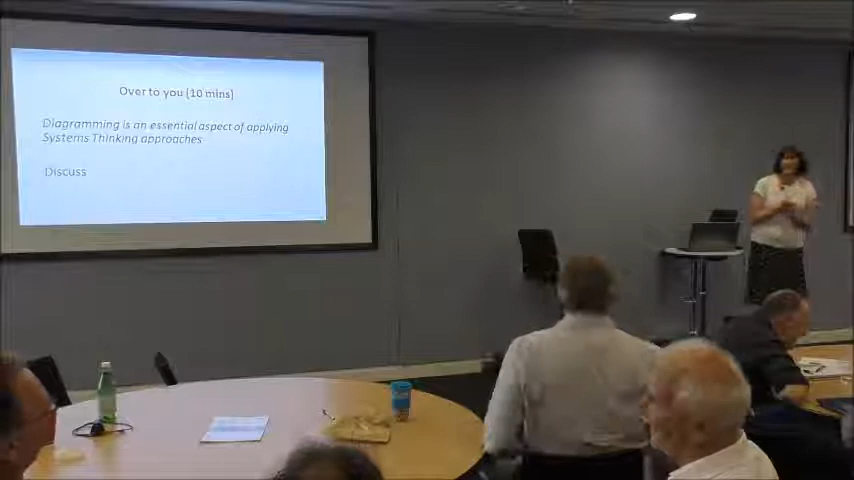 Over to you (10 mins)
Diagramming is an essential aspect of applying
Systems Thinking approaches
Discuss